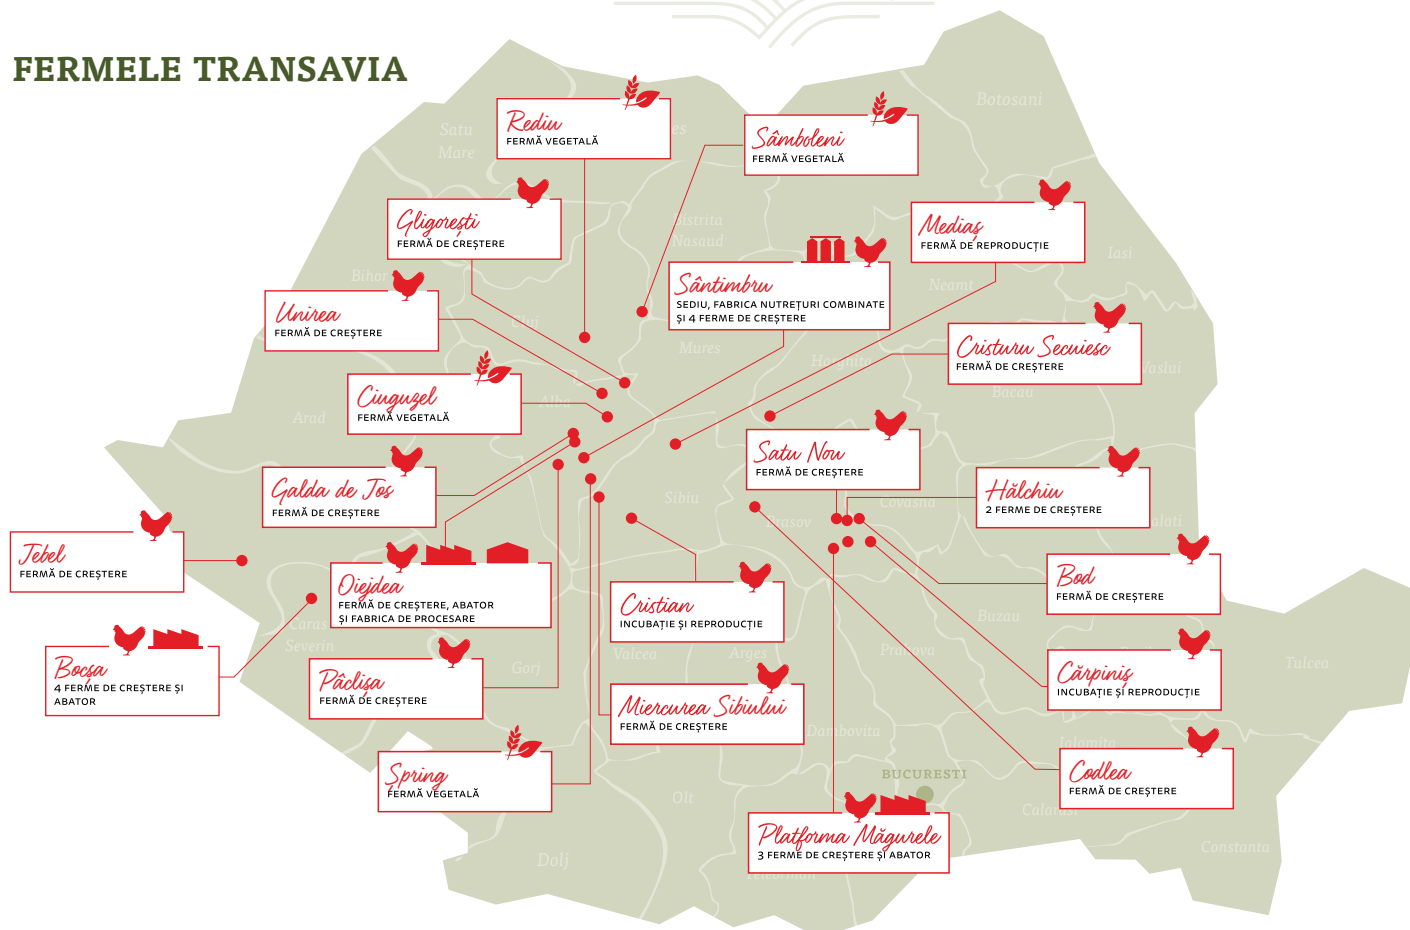 FERMELE TRANSAVIA
Botosani
Satu
Mare
Rediu
FERMĂ VEGETALĂ
Sâmboleni
FERMĂ VEGETALĂ
Gligorești
FERMĂ DE CREȘTERE
Bistrita
Nasaud
Mediaș
FERMĂ DE REPRODUCȚIE
Iasi
Bihor
Neamt
Sântimbru
SEDIU, FABRICA NUTREȚURI COMBINATE
ȘI 4 FERME DE CREȘTERE
Unirea
FERMĂ DE CREȘTERE
Cluj
Mures
Harghita
Cristuru Secuiesc
FERMĂ DE CREȘTERE
Vaslui
Bacau
Ciuguzel
FERMĂ VEGETALĂ
Alba
Arad
Satu Nou
FERMĂ DE CREȘTERE
Galda de Jos
FERMĂ DE CREȘTERE
Sibiu
Covasna
Brasov
Hălchiu
2 FERME DE CREȘTERE
Galati
Jebel
FERMĂ DE CREȘTERE
Oiejdea
FERMĂ DE CREȘTERE, ABATOR
ȘI FABRICA DE PROCESARE
Cristian
INCUBAȚIE ȘI REPRODUCȚIE
Bod
FERMĂ DE CREȘTERE
Buzau
Caras
Severin
Valcea
Arges
Prahova
Tulcea
Bocșa
4 FERME DE CREȘTERE ȘI
ABATOR
Gorj
Pâclișa
FERMĂ DE CREȘTERE
Miercurea Sibiului
FERMĂ DE CREȘTERE
Cărpiniș
INCUBAȚIE ȘI REPRODUCȚIE
Dambovita
Ialomita
Șpring
FERMĂ VEGETALĂ
BUCURESTI
Codlea
FERMĂ DE CREȘTERE
Olt
Calarasi
Platforma Măgurele
3 FERME DE CREȘTERE ȘI ABATOR
Constanta
Dolj
Teleorman